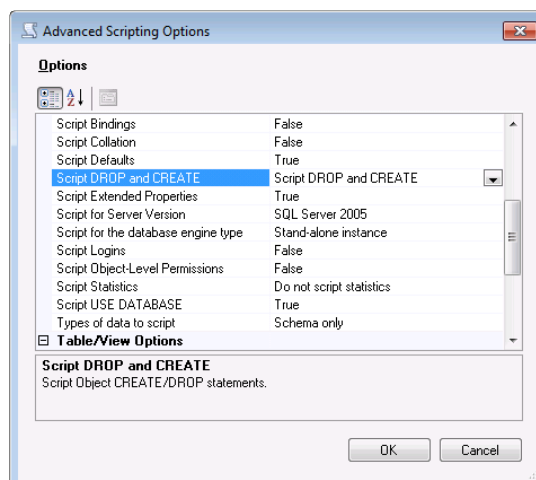 Advanced Scripting Options
Options
Script Bindings False
Script Collation False
Script Defaults True
Script DROP and CREATE Script DROP and CREATE
Script Extended Properties True
Script for Server Version SQL Server 2005
Script for the database engine type Stand-alone instance
Script Logins False
Script Object-Level Permissions False
Script Statistics Do not script statistics
Script USE DATABASE True
Types of data to script Schema only
Table/View Options
Script DROP and CREATE
Script Object CREATE/DROP statements.
OK Cancel